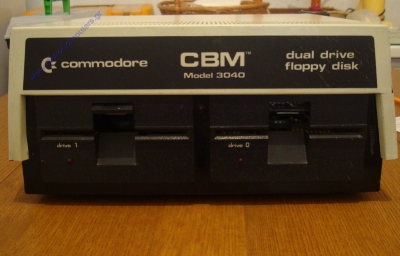 commodore
CBM™
Model 3040
dual drive
floppy disk
drive 1
drive 0